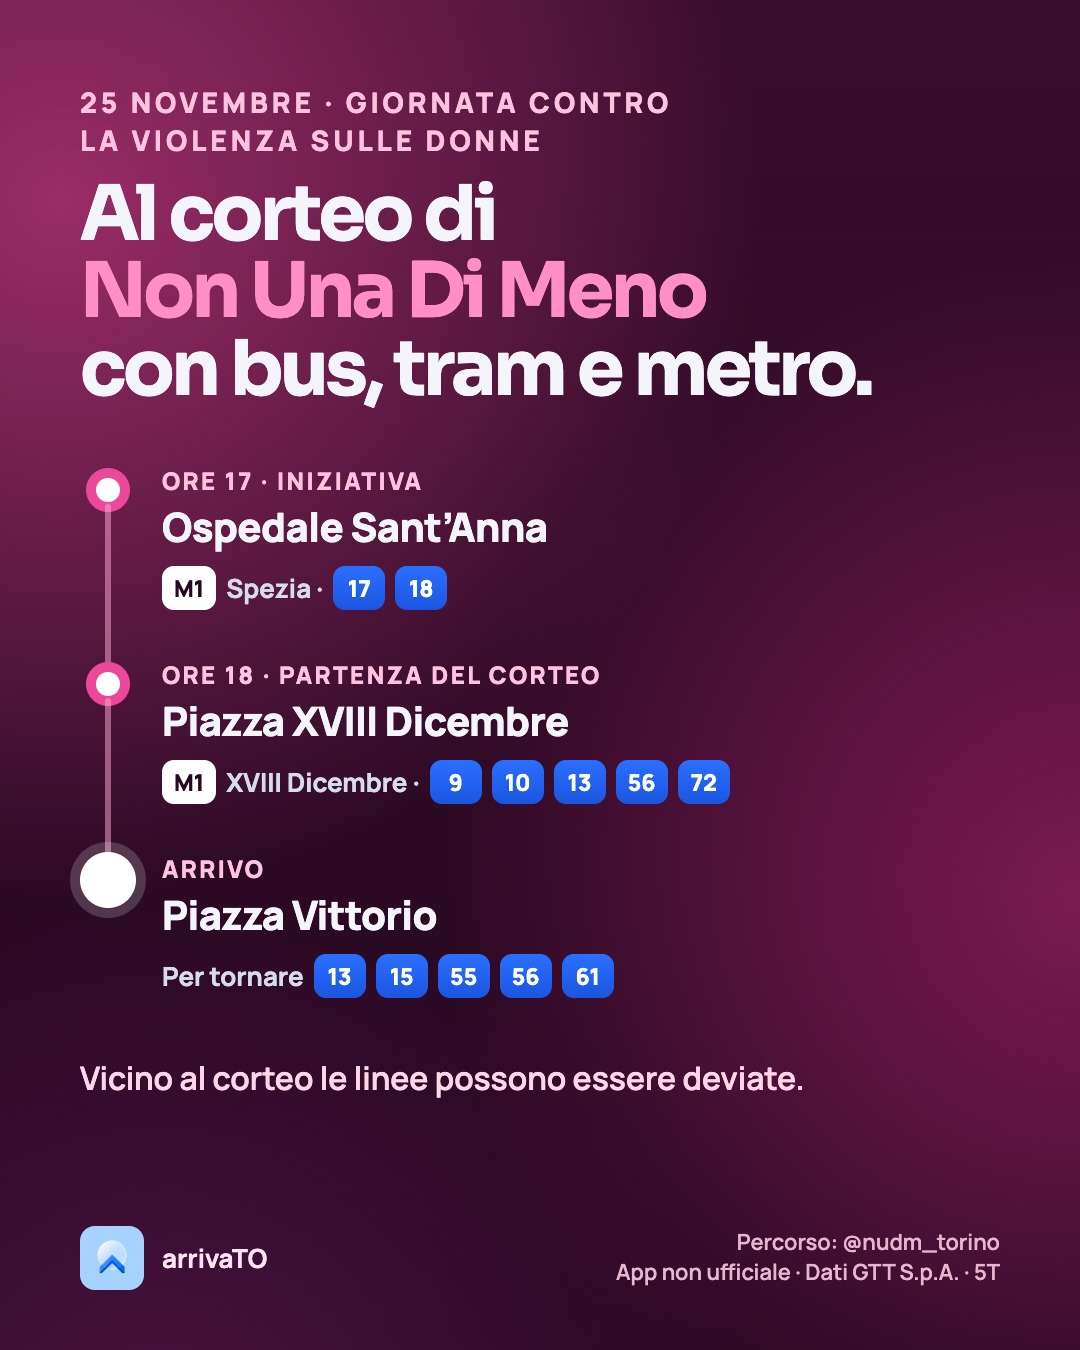 25 NOVEMBRE · GIORNATA CONTRO
LA VIOLENZA SULLE DONNE
Al corteo di
Non Una Di Meno
con bus, tram e metro.
ORE 17 · INIZIATIVA
Ospedale Sant’Anna
M1 Spezia · 17 18
ORE 18 · PARTENZA DEL CORTEO
Piazza XVIII Dicembre
M1 XVIII Dicembre · 9 10 13 56 72
ARRIVO
Piazza Vittorio
Per tornare 13 15 55 56 61
Vicino al corteo le linee possono essere deviate.
arrivaTO
Percorso: @nudm_torino
App non ufficiale · Dati GTT S.p.A. · 5T